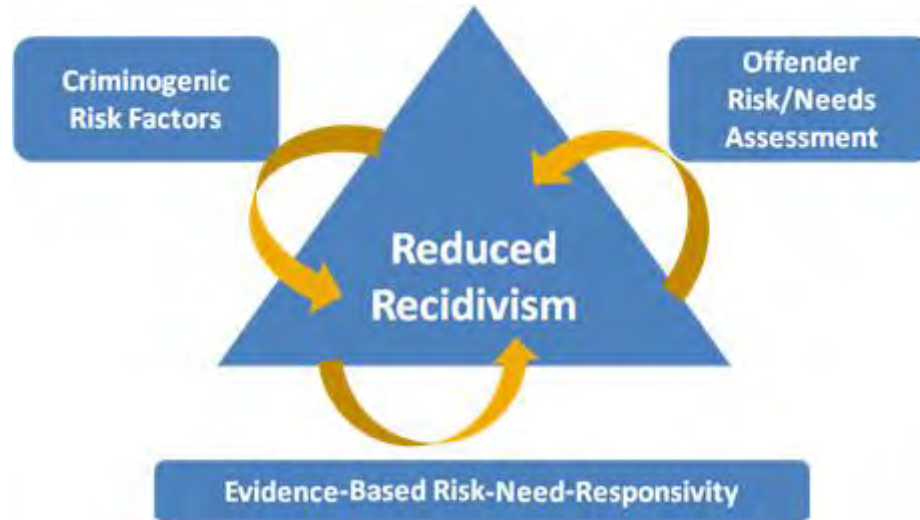 Criminogenic
Risk Factors
Offender
Risk/Needs
Assessment
Reduced
Recidivism
Evidence-Based Risk-Need-Responsivity